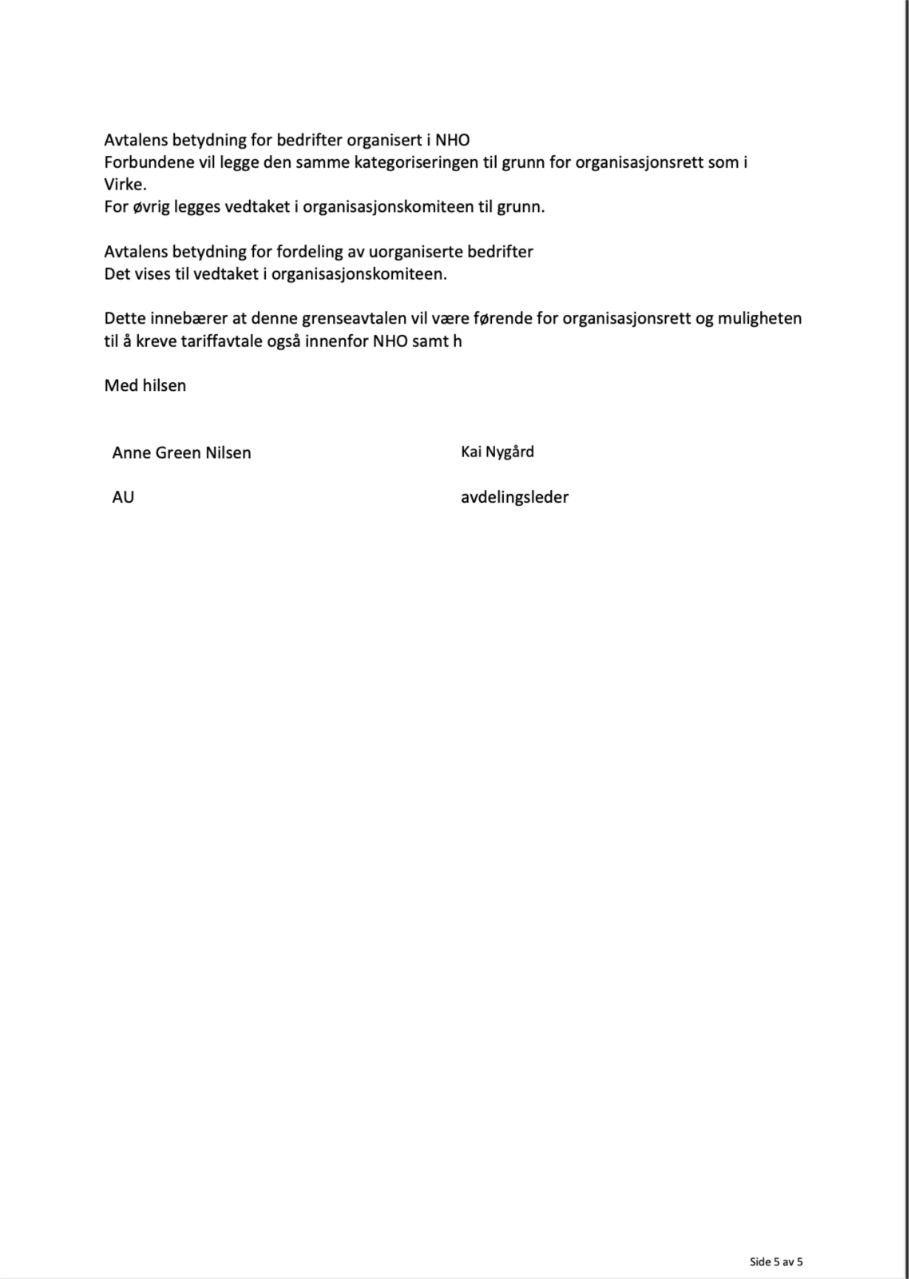 Avtalens betydning for bedrifter organisert i NHO
Forbundene vil legge den samme kategoriseringen til grunn for organisasjonsrett som i
Virke.
For øvrig legges vedtaket i organisasjonskomiteen til grunn.
Avtalens betydning for fordeling av uorganiserte bedrifter
Det vises til vedtaket i organisasjonskomiteen.
Dette innebærer at denne grenseavtalen vil være førende for organisasjonsrett og muligheten
til å kreve tariffavtale også innenfor NHO samt h
Med hilsen
Anne Green Nilsen Kai Nygård
AU avdelingsleder
Side 5 av 5